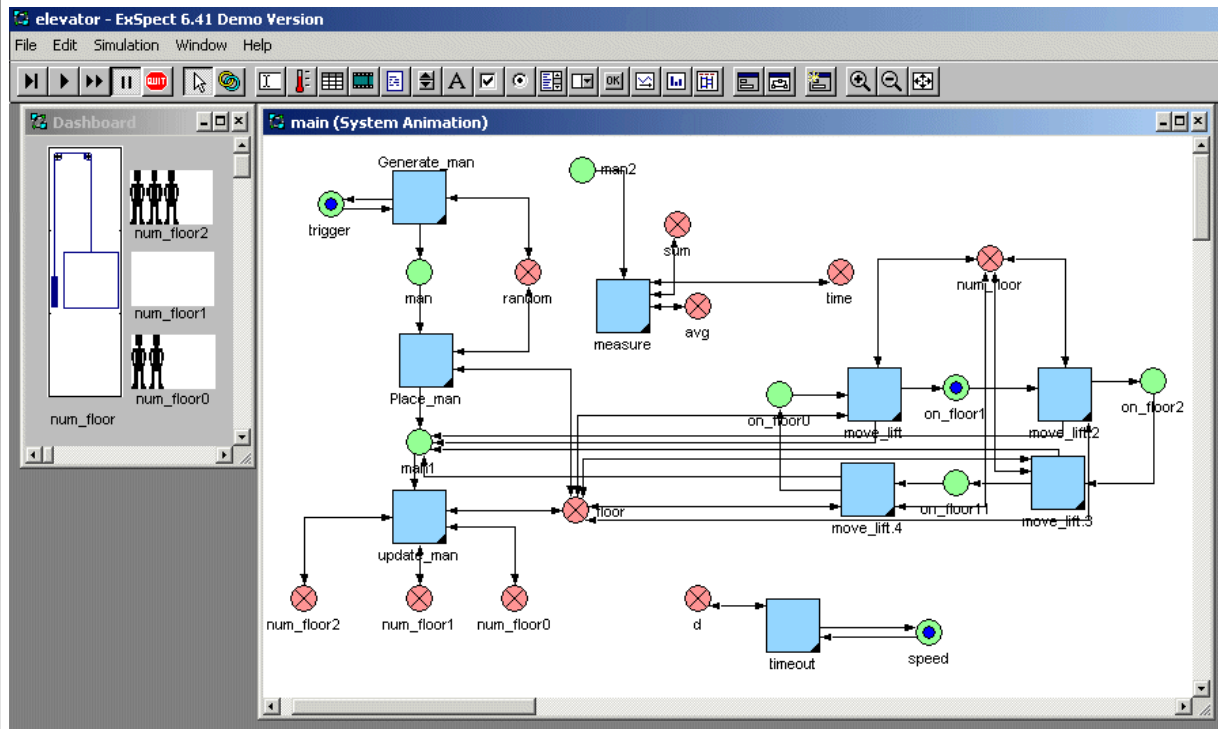 elevator - ExSpect 6.41 Demo Version
File Edit Simulation Window Help
QUIT
A
OK
Dashboard
num_floor2
num_floor1
num_floor0
num_floor
main (System Animation)
Generate_man
man2
trigger
sum
num_floor
man
random
time
avg
measure
Place_man
on_floor0
move_lift
on_floor1
move_lift.2
on_floor2
man1
floor
move_lift.4
on_floor11
move_lift.3
update_man
num_floor2
num_floor1
num_floor0
d
timeout
speed